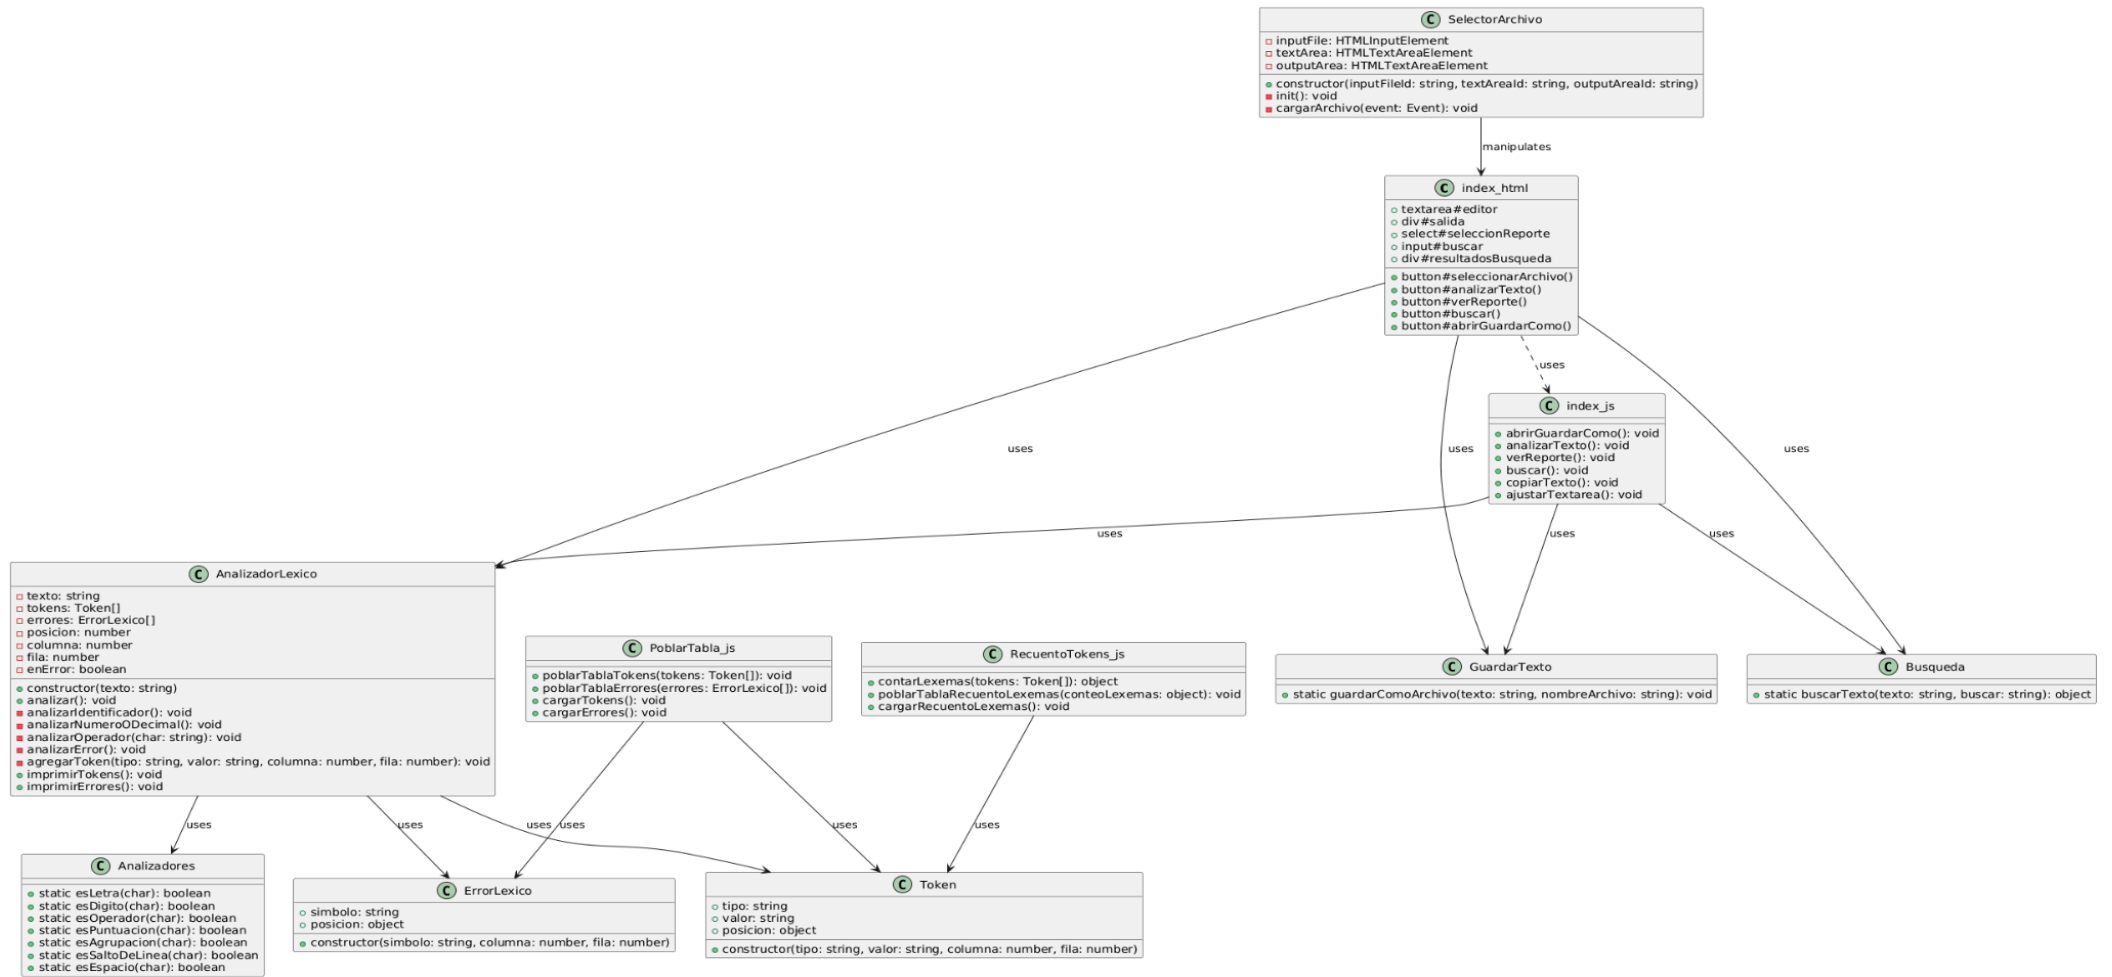 C SelectorArchivo
inputFile: HTMLInputElement
textArea: HTMLTextAreaElement
outputArea: HTMLTextAreaElement
constructor(inputFileId: string, textAreaId: string, outputAreaId: string)
init(): void
cargarArchivo(event: Event): void
manipulates
C index_html
textarea#editor
div#salida
select#seleccionReporte
input#buscar
div#resultadosBusqueda
button#seleccionarArchivo()
button#analizarTexto()
button#verReporte()
button#buscar()
button#abrirGuardarComo()
uses
C index_js
abrirGuardarComo(): void
analizarTexto(): void
verReporte(): void
buscar(): void
copiarTexto(): void
ajustarTextarea(): void
uses
uses
uses
uses
uses
uses
C AnalizadorLexico
texto: string
tokens: Token[]
errores: ErrorLexico[]
posicion: number
columna: number
fila: number
enError: boolean
constructor(texto: string)
analizar(): void
analizarIdentificador(): void
analizarNumeroODecimal(): void
analizarOperador(char: string): void
analizarError(): void
agregarToken(tipo: string, valor: string, columna: number, fila: number): void
imprimirTokens(): void
imprimirErrores(): void
C PoblarTabla_js
poblarTablaTokens(tokens: Token[]): void
poblarTablaErrores(errores: ErrorLexico[]): void
cargarTokens(): void
cargarErrores(): void
C RecuentoTokens_js
contarLexemas(tokens: Token[]): object
poblarTablaRecuentoLexemas(conteoLexemas: object): void
cargarRecuentoLexemas(): void
C GuardarTexto
static guardarComoArchivo(texto: string, nombreArchivo: string): void
C Busqueda
static buscarTexto(texto: string, buscar: string): object
uses
uses
uses
uses
uses
uses
C Analizadores
static esLetra(char): boolean
static esDigito(char): boolean
static esOperador(char): boolean
static esPuntuacion(char): boolean
static esAgrupacion(char): boolean
static esSaltoDeLinea(char): boolean
static esEspacio(char): boolean
C ErrorLexico
simbolo: string
posicion: object
constructor(simbolo: string, columna: number, fila: number)
C Token
tipo: string
valor: string
posicion: object
constructor(tipo: string, valor: string, columna: number, fila: number)